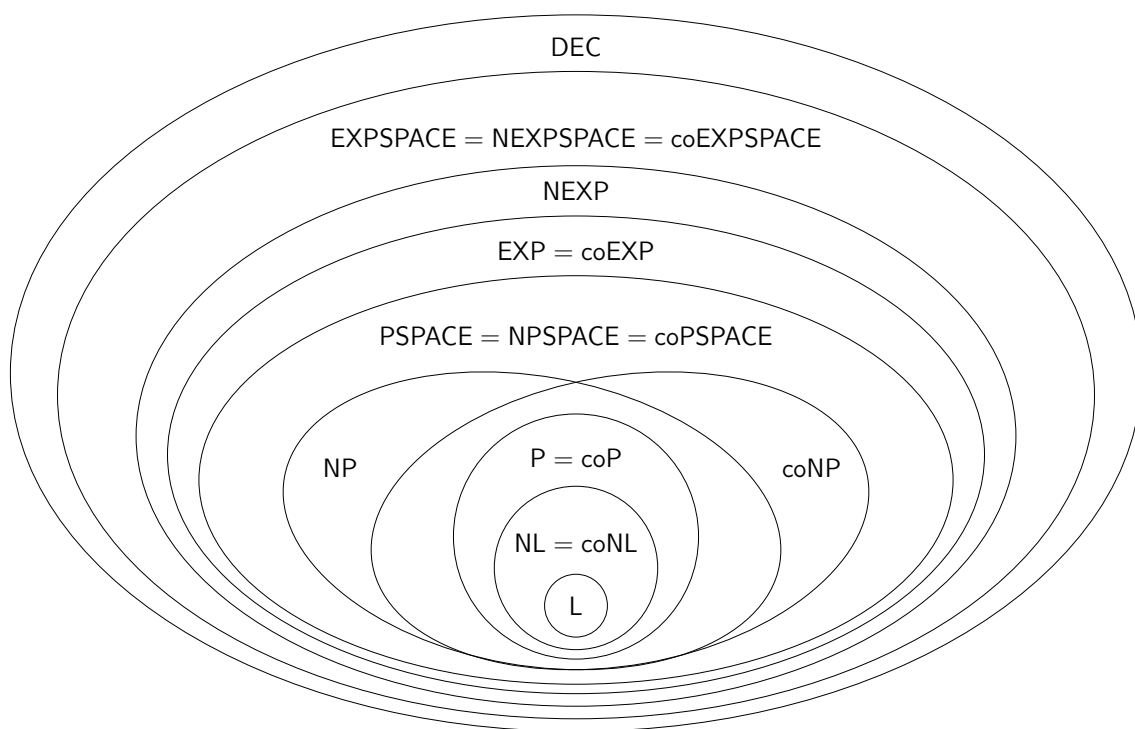 DEC
EXPSPACE = NEXPSPACE = coEXPSPACE
NEXP
EXP = coEXP
PSPACE = NPSPACE = coPSPACE
P = coP
NP
coNP
NL = coNL
L